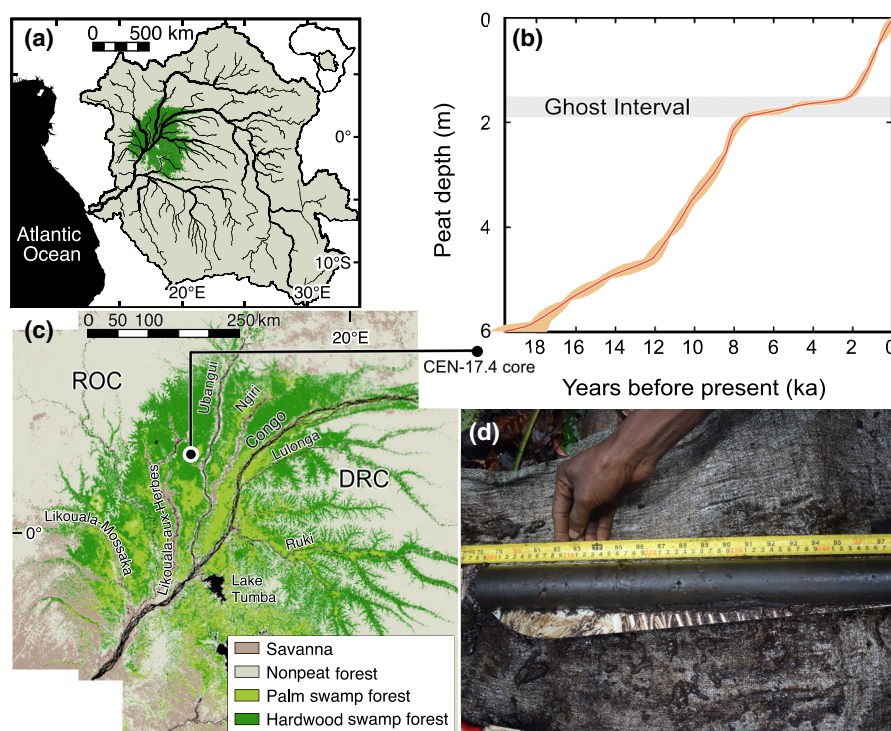 (a)
0 500 km
0°
Atlantic
Ocean
10°S
20°E
30°E
(b)
Ghost Interval
Peat depth (m)
0
2
4
6
18
16
14
12
10
8
6
4
2
0
Years before present (ka)
CEN-17.4 core
(c)
0 50 100 250 km
20°E
ROC
DRC
Ubangui
Ngiri
Congo
Lulonga
Likouala-Mossaka
Likouala-aux-Herbes
Ruki
0°
Lake
Tumba
Savanna
Nonpeat forest
Palm swamp forest
Hardwood swamp forest
(d)